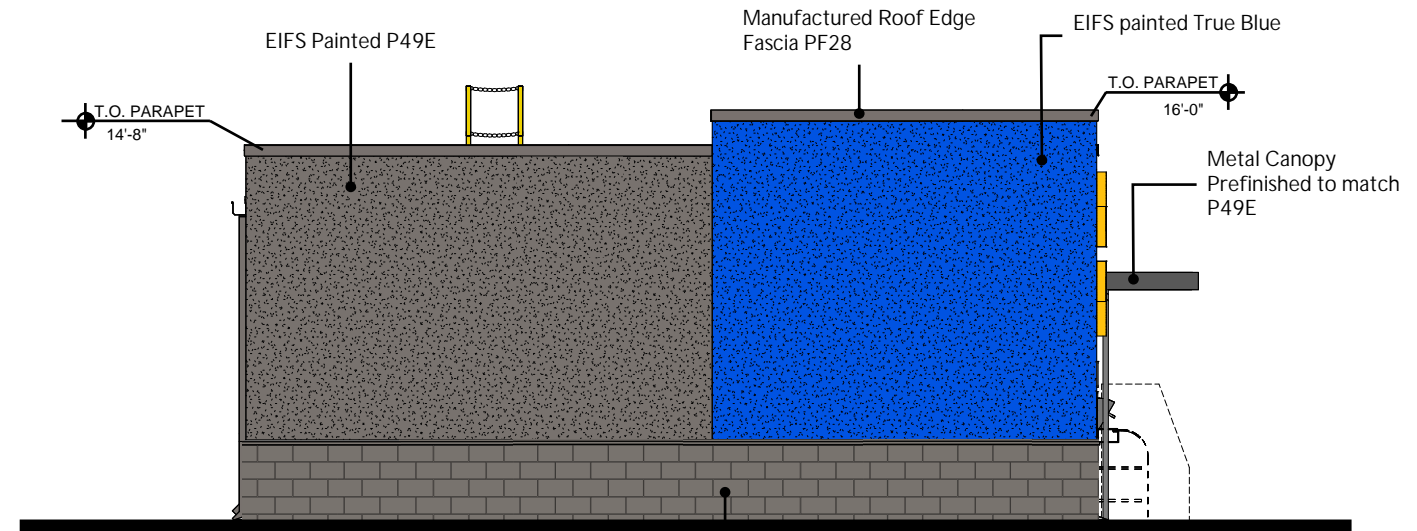 Manufactured Roof Edge
Fascia PF28
EIFS painted True Blue
EIFS Painted P49E
T.O. PARAPET
14'-8"
T.O. PARAPET
16'-0"
Metal Canopy
Prefinished to match
P49E